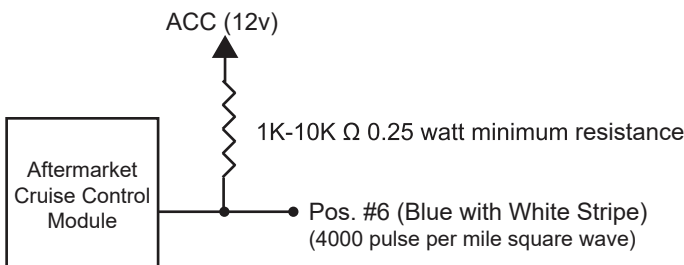 ACC (12v)
1K-10K Ω 0.25 watt minimum resistance
Aftermarket
Cruise Control
Module
Pos. #6 (Blue with White Stripe)
(4000 pulse per mile square wave)